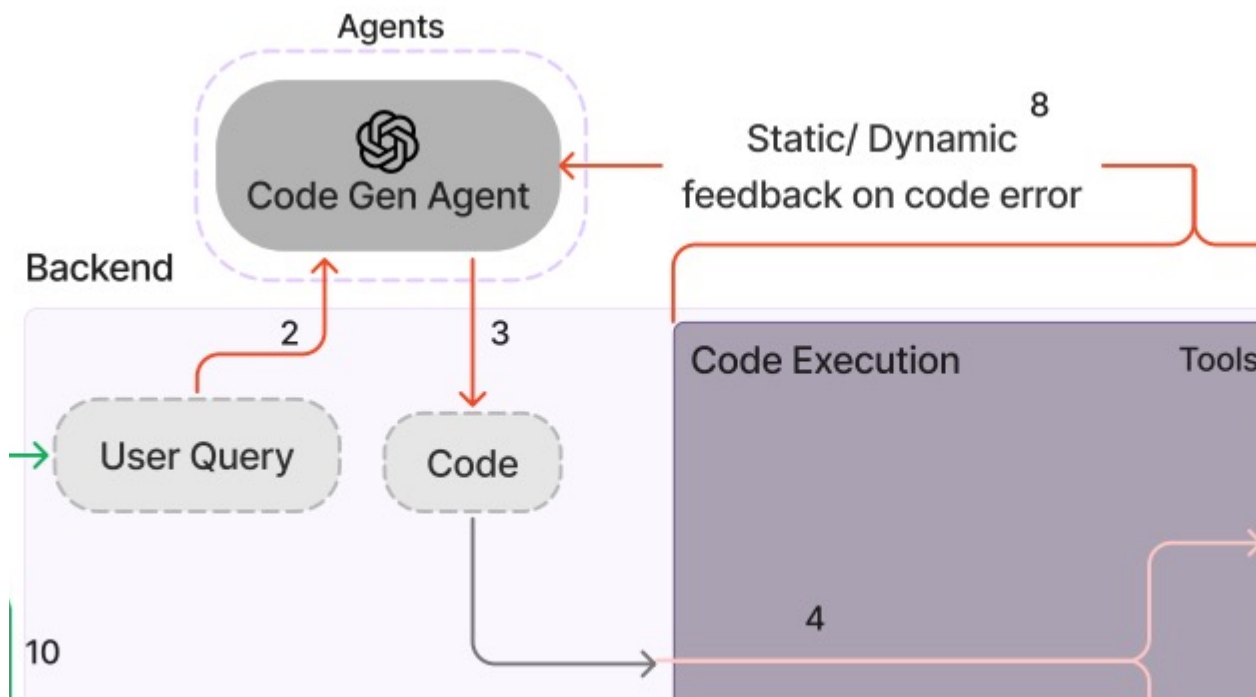 Agents
8
Static/ Dynamic
feedback on code error
Code Gen Agent
Backend
2
3
Code Execution
Tools
User Query
Code
4
10